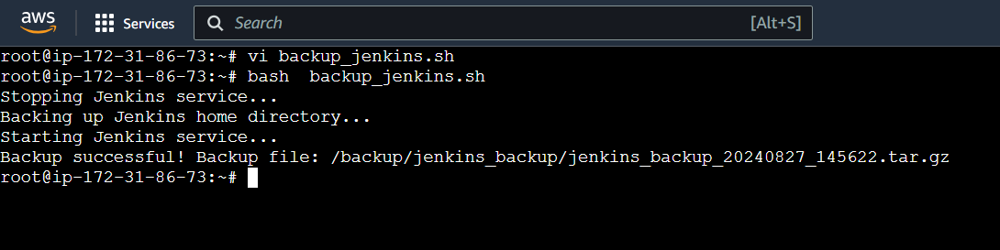 aws Services Search [Alt+S]
root@ip-172-31-86-73:~# vi backup_jenkins.sh
root@ip-172-31-86-73:~# bash  backup_jenkins.sh
Stopping Jenkins service...
Backing up Jenkins home directory...
Starting Jenkins service...
Backup successful! Backup file: /backup/jenkins_backup/jenkins_backup_20240827_145622.tar.gz
root@ip-172-31-86-73:~#